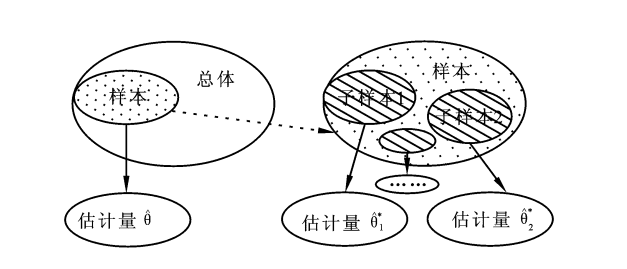 总体
样本
样本
子样本1
子样本2
……
估计量 θ̂
估计量 θ̂₁*
估计量 θ̂₂*